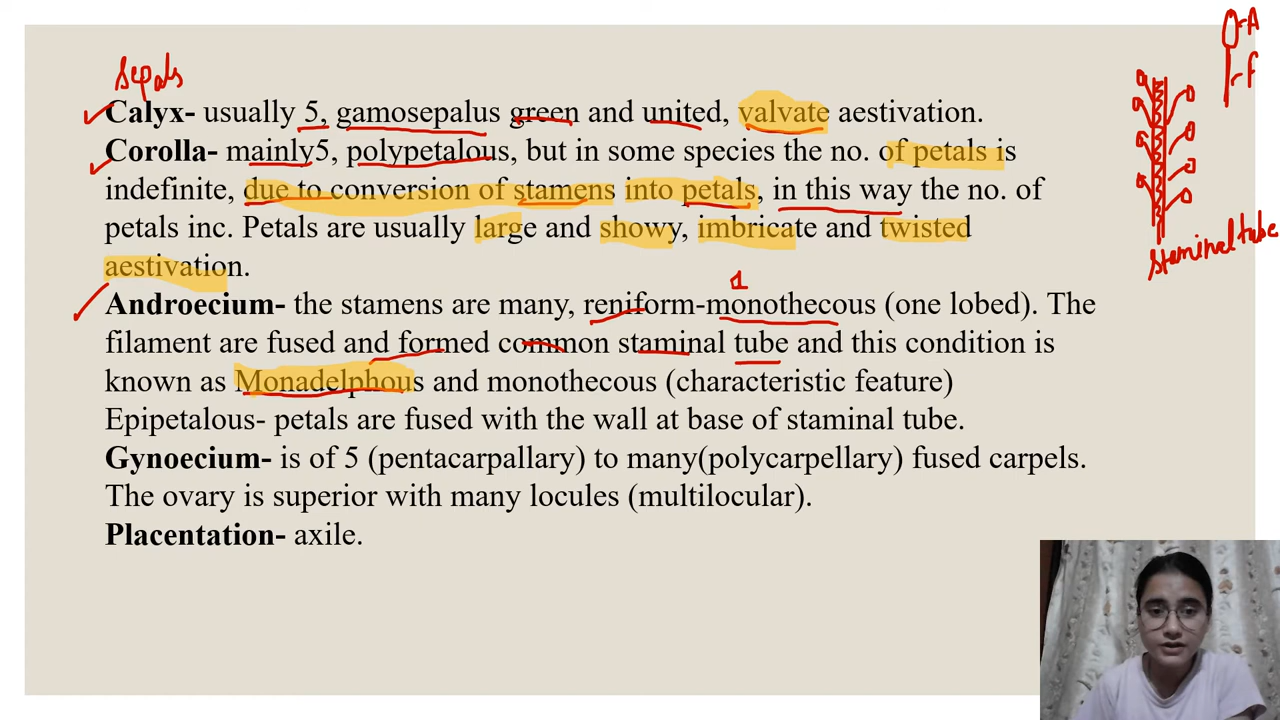 Sepals
Calyx- usually 5, gamosepalus green and united, valvate aestivation.
Corolla- mainly5, polypetalous, but in some species the no. of petals is
indefinite, due to conversion of stamens into petals, in this way the no. of
petals inc. Petals are usually large and showy, imbricate and twisted
aestivation.
1
Androecium- the stamens are many, reniform-monothecous (one lobed). The
filament are fused and formed common staminal tube and this condition is
known as Monadelphous and monothecous (characteristic feature)
Epipetalous- petals are fused with the wall at base of staminal tube.
Gynoecium- is of 5 (pentacarpallary) to many(polycarpellary) fused carpels.
The ovary is superior with many locules (multilocular).
Placentation- axile.
A
F
Staminal tube